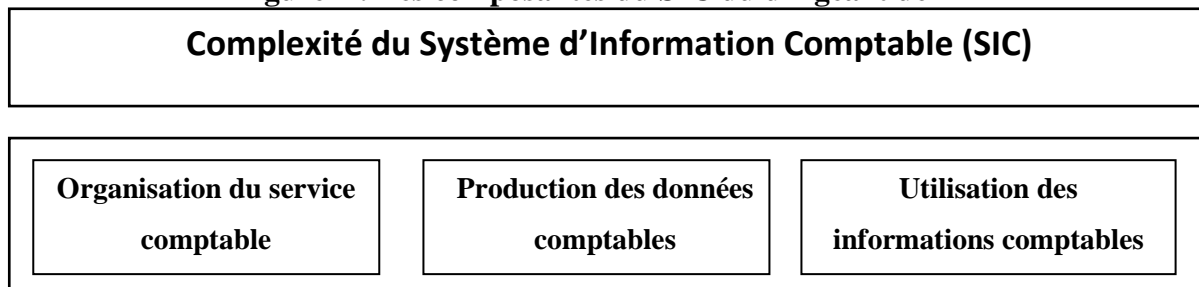 Complexité du Système d'Information Comptable (SIC)
Organisation du service
comptable
Production des données
comptables
Utilisation des
informations comptables